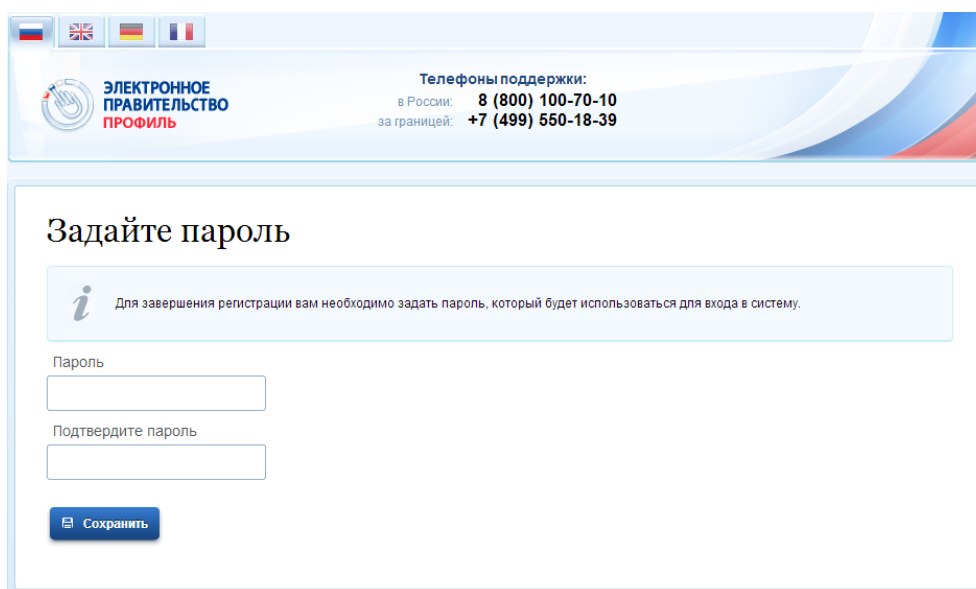 ЭЛЕКТРОННОЕ
ПРАВИТЕЛЬСТВО
ПРОФИЛЬ
Телефоны поддержки:
в России: 8 (800) 100-70-10
за границей: +7 (499) 550-18-39
Задайте пароль
Для завершения регистрации вам необходимо задать пароль, который будет использоваться для входа в систему.
Пароль
Подтвердите пароль
Сохранить